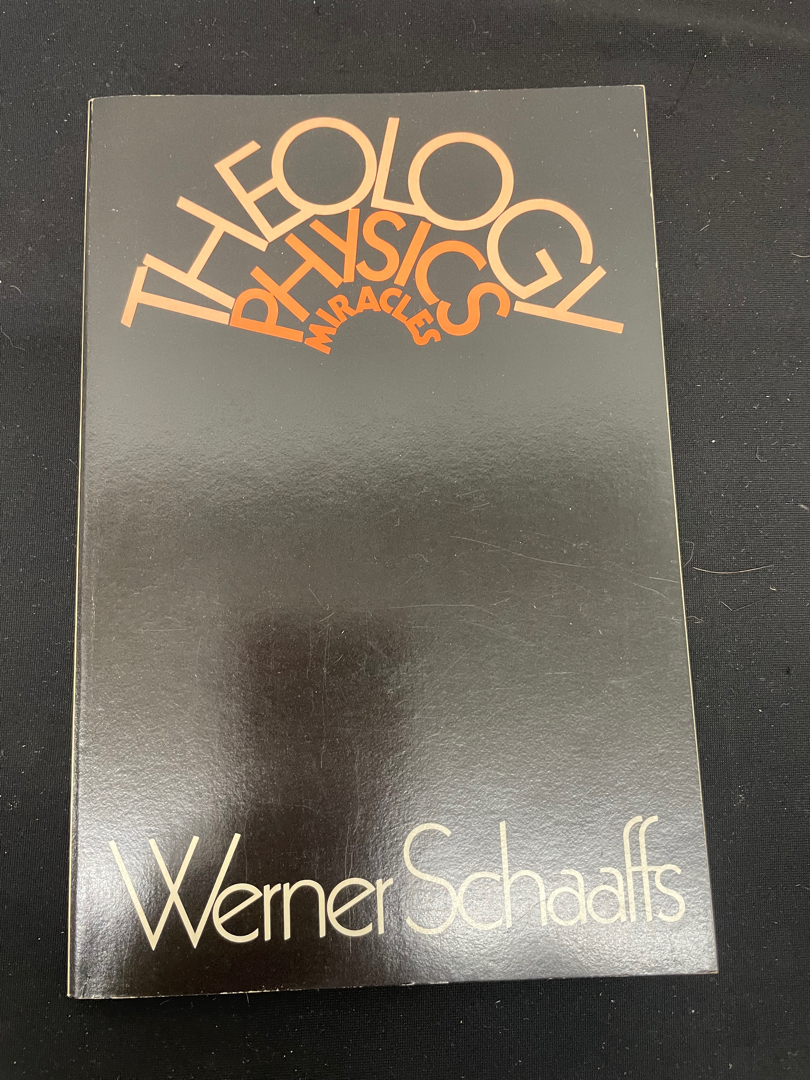 THEOLOGY
PHYSICS
MIRACLES
Werner Schaaffs